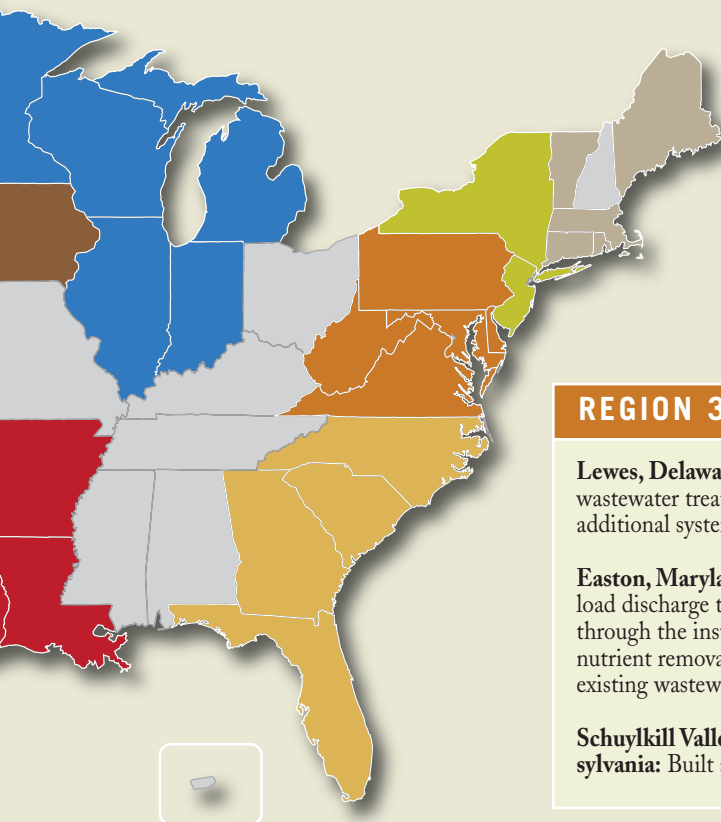 REGION 3
Lewes, Delawa
wastewater trea
additional syste
Easton, Maryla
load discharge t
through the inst
nutrient remova
existing wastew
Schuylkill Valle
sylvania: Built